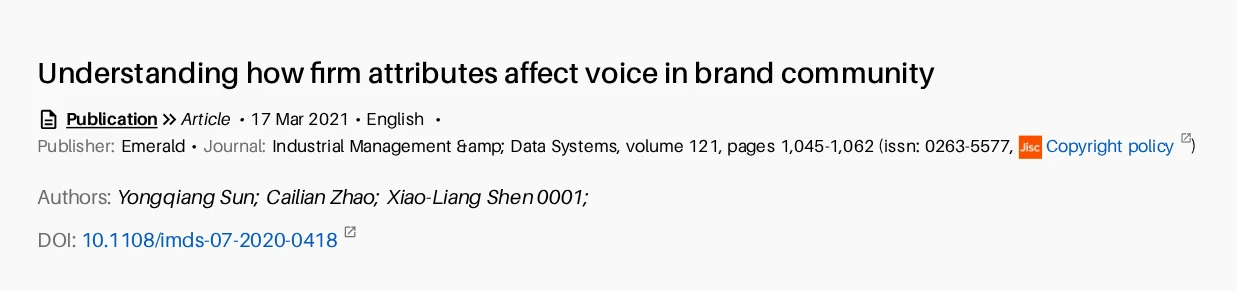 Understanding how firm attributes affect voice in brand community
Publication >> Article • 17 Mar 2021 • English •
Publisher: Emerald • Journal: Industrial Management &amp; Data Systems, volume 121, pages 1,045-1,062 (issn: 0263-5577, Jisc Copyright policy )
Authors: Yongqiang Sun; Cailian Zhao; Xiao-Liang Shen 0001;
DOI: 10.1108/imds-07-2020-0418